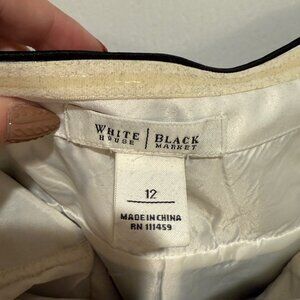 WHITE | BLACK
HOUSE | MARKET
12
MADE IN CHINA
RN 111459